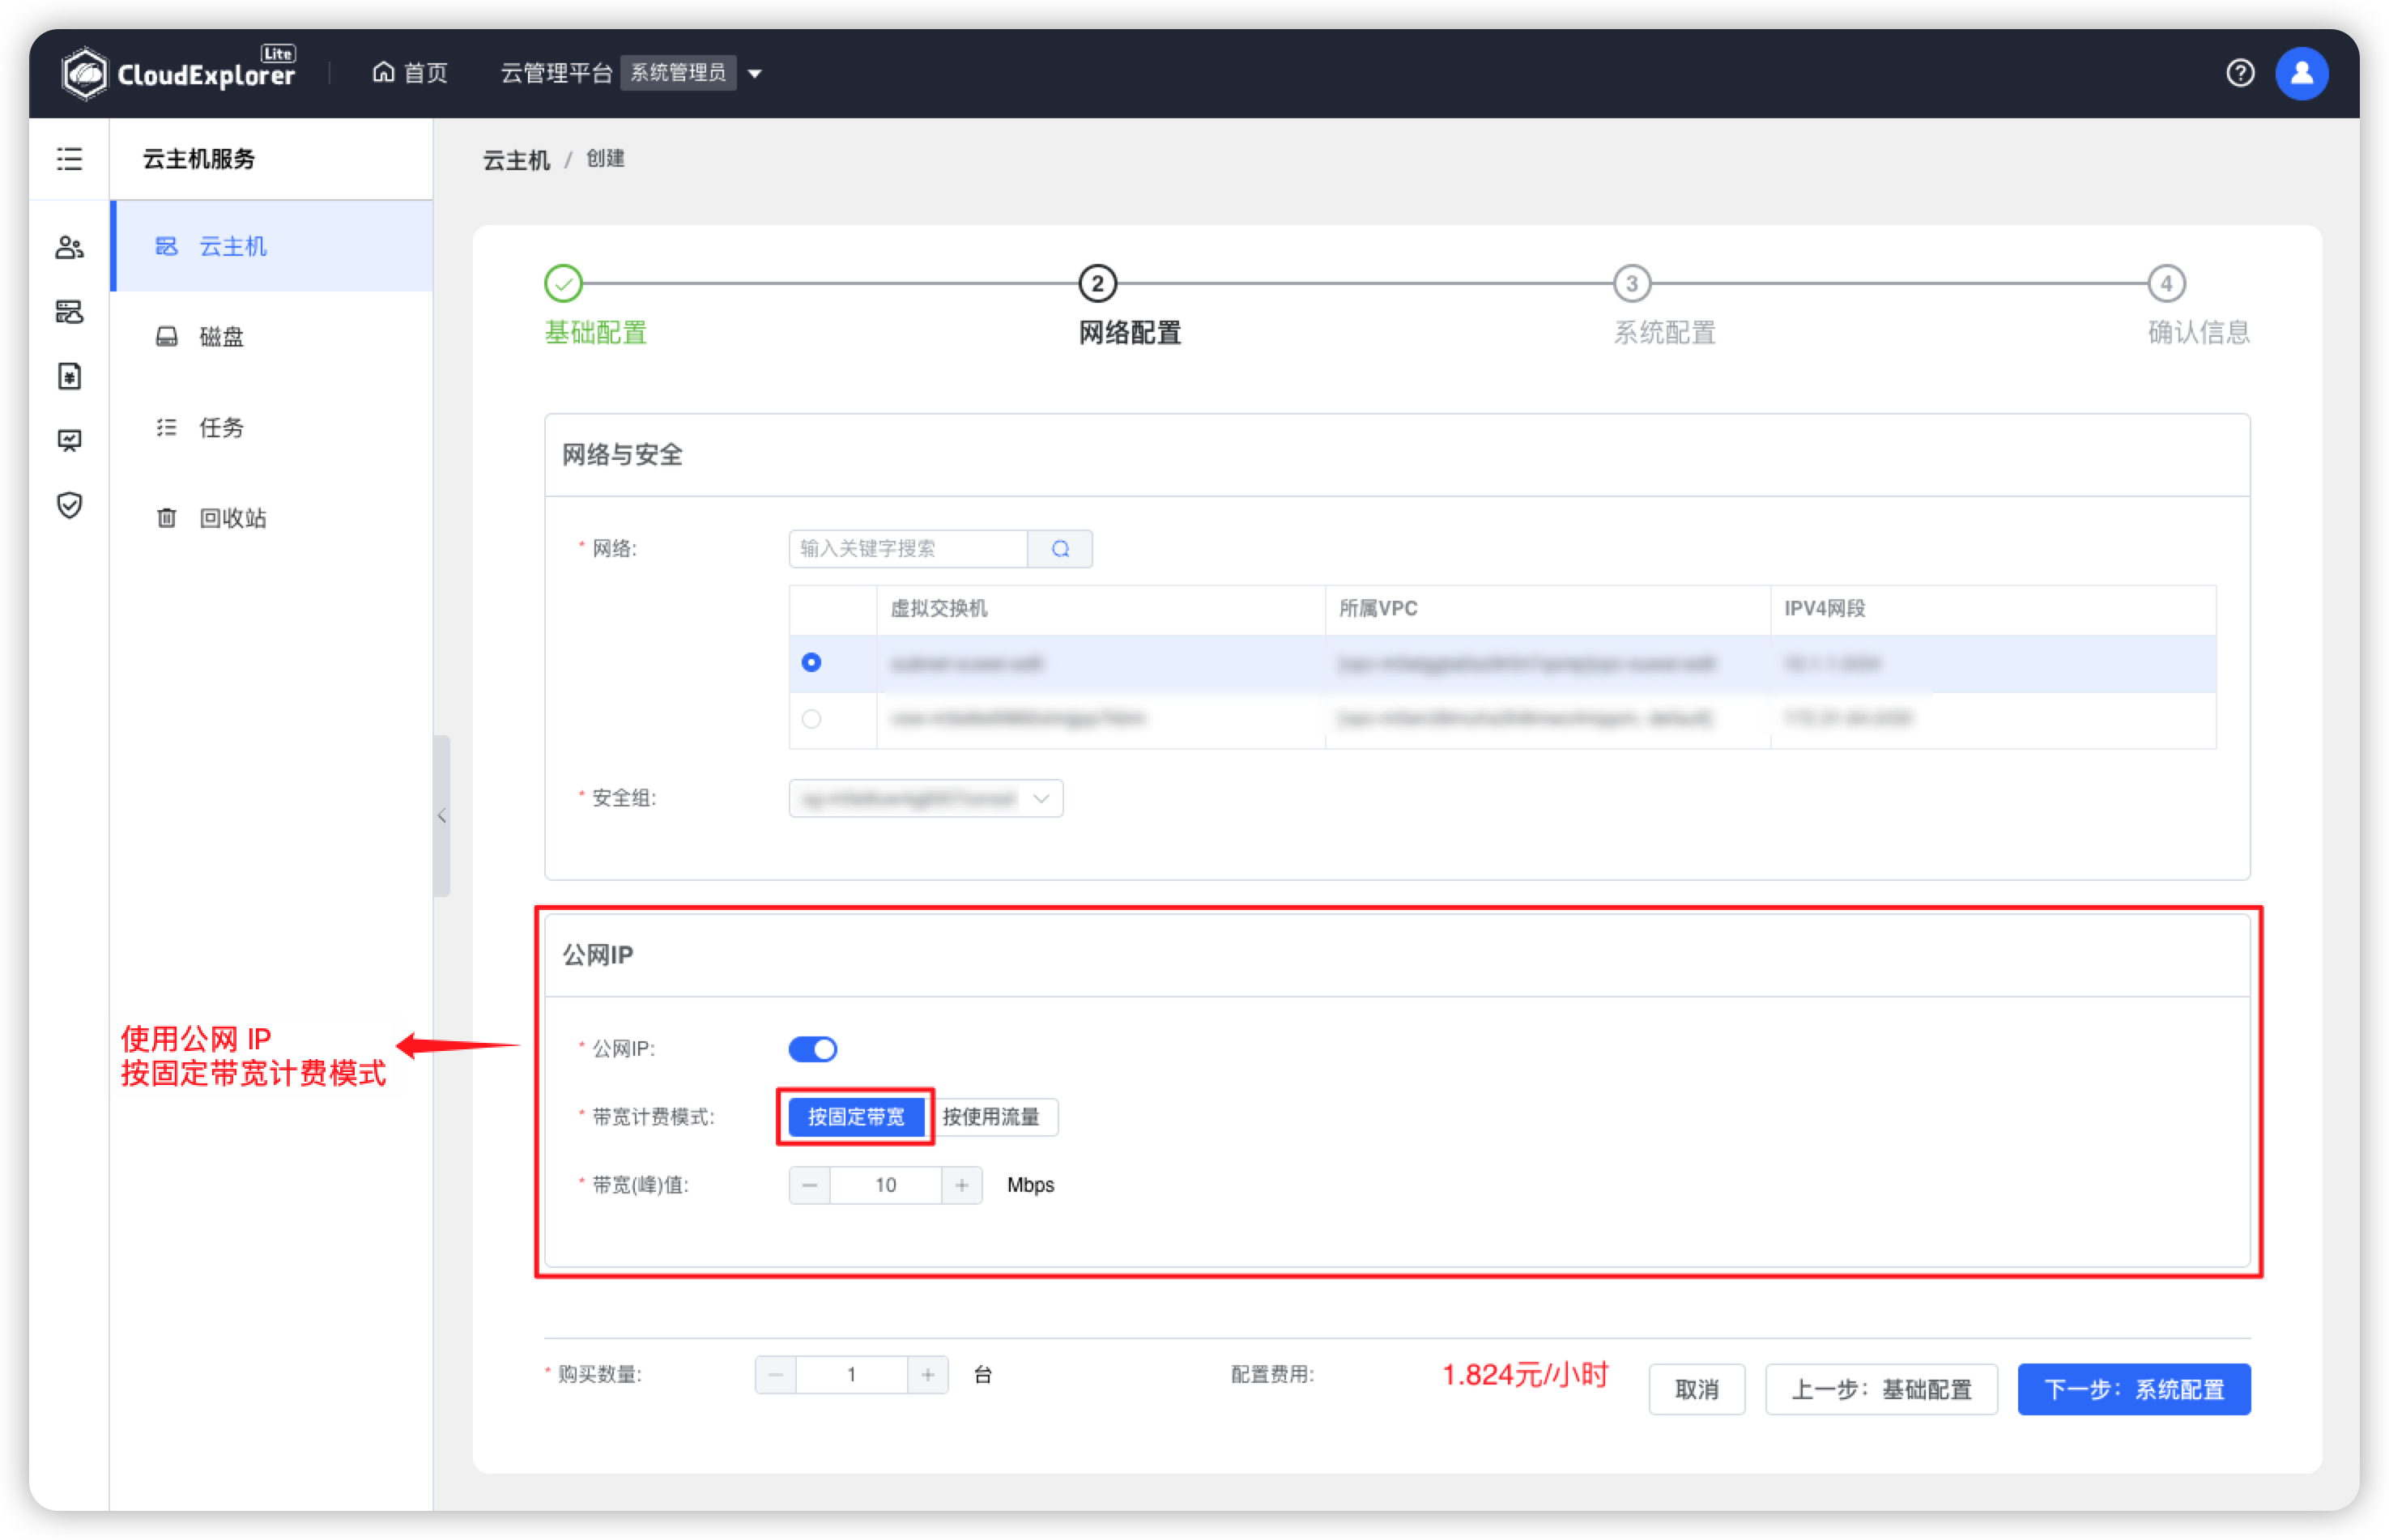 CloudExplorer Lite
首页
云管理平台 系统管理员
云主机服务
云主机
磁盘
任务
回收站
云主机 / 创建
基础配置
2 网络配置
3 系统配置
4 确认信息
网络与安全
* 网络:
输入关键字搜索
虚拟交换机 所属VPC IPV4网段
* 安全组:
公网IP
* 公网IP:
* 带宽计费模式: 按固定带宽 按使用流量
* 带宽(峰)值: 10 Mbps
使用公网 IP
按固定带宽计费模式
* 购买数量: 1 台
配置费用: 1.824元/小时
取消
上一步：基础配置
下一步：系统配置